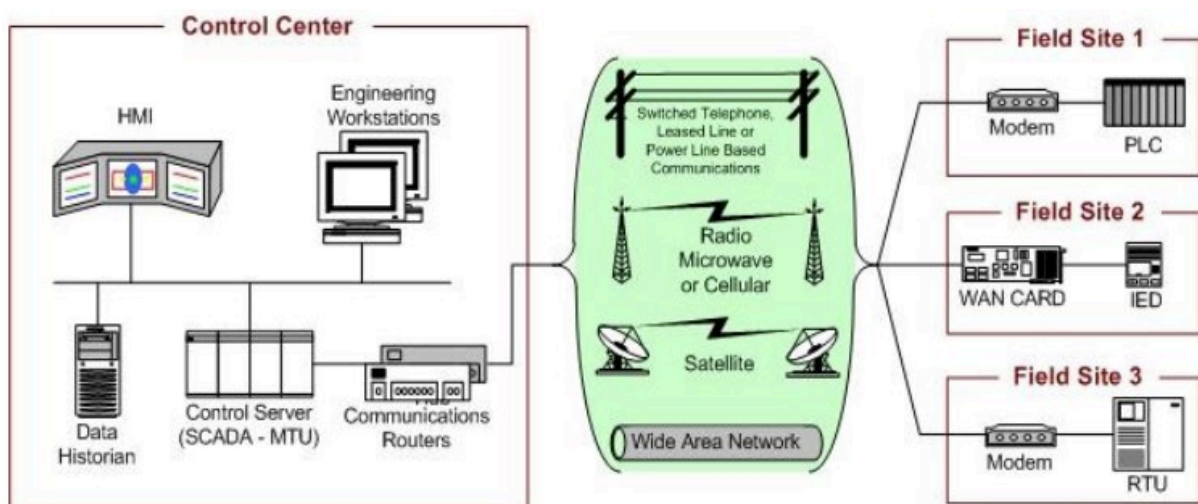 Control Center
HMI
Engineering
Workstations
Data
Historian
Control Server
(SCADA - MTU)
Communications
Routers
Switched Telephone,
Leased Line or
Power Line Based
Communications
Radio
Microwave
or Cellular
Satellite
Wide Area Network
Field Site 1
Modem
PLC
Field Site 2
WAN CARD
IED
Field Site 3
Modem
RTU